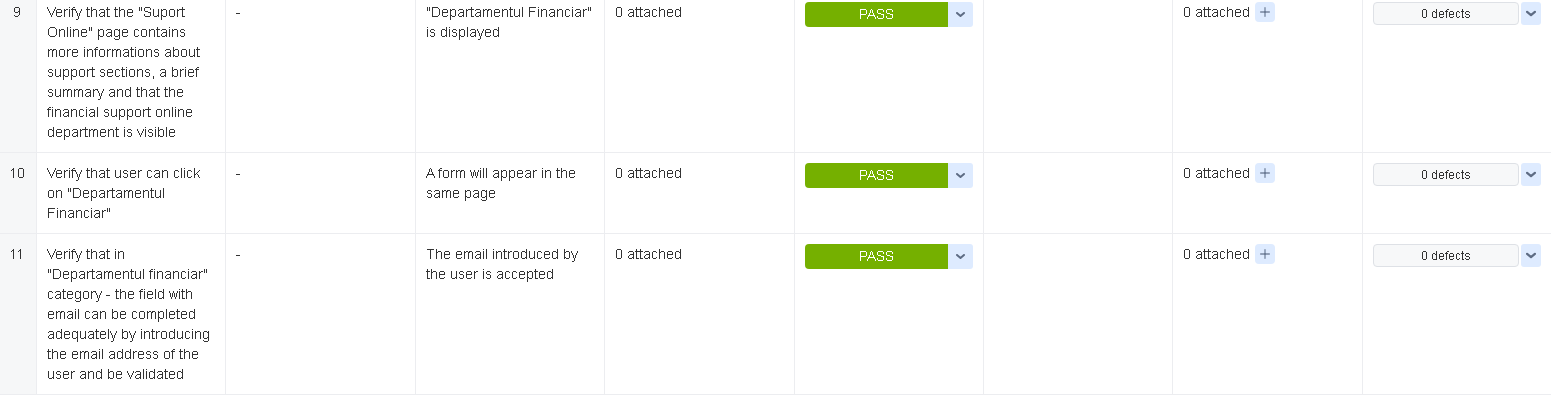 9
Verify that the "Suport
Online" page contains
more informations about
support sections, a brief
summary and that the
financial support online
department is visible
-
"Departamentul Financiar"
is displayed
0 attached
PASS
0 attached +
0 defects
10
Verify that user can click
on "Departamentul
Financiar"
-
A form will appear in the
same page
0 attached
PASS
0 attached +
0 defects
11
Verify that in
"Departamentul financiar"
category - the field with
email can be completed
adequately by introducing
the email address of the
user and be validated
-
The email introduced by
the user is accepted
0 attached
PASS
0 attached +
0 defects